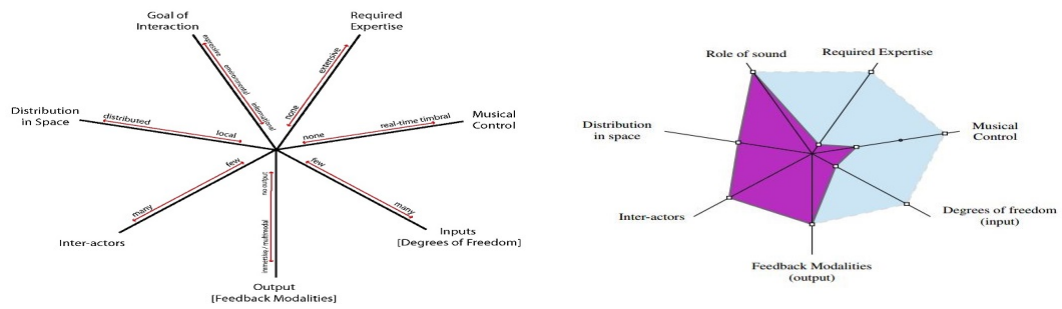 Goal of
Interaction
Required
Expertise
expressive
environmental
informational
extensive
none
Distribution
in Space
distributed
local
none
real-time timbral
Musical
Control
few
many
few
many
Inter-actors
no output
immersive / multimodal
Inputs
[Degrees of Freedom]
Output
[Feedback Modalities]
Role of sound
Required Expertise
Distribution
in space
Musical
Control
Inter-actors
Degrees of freedom
(input)
Feedback Modalities
(output)